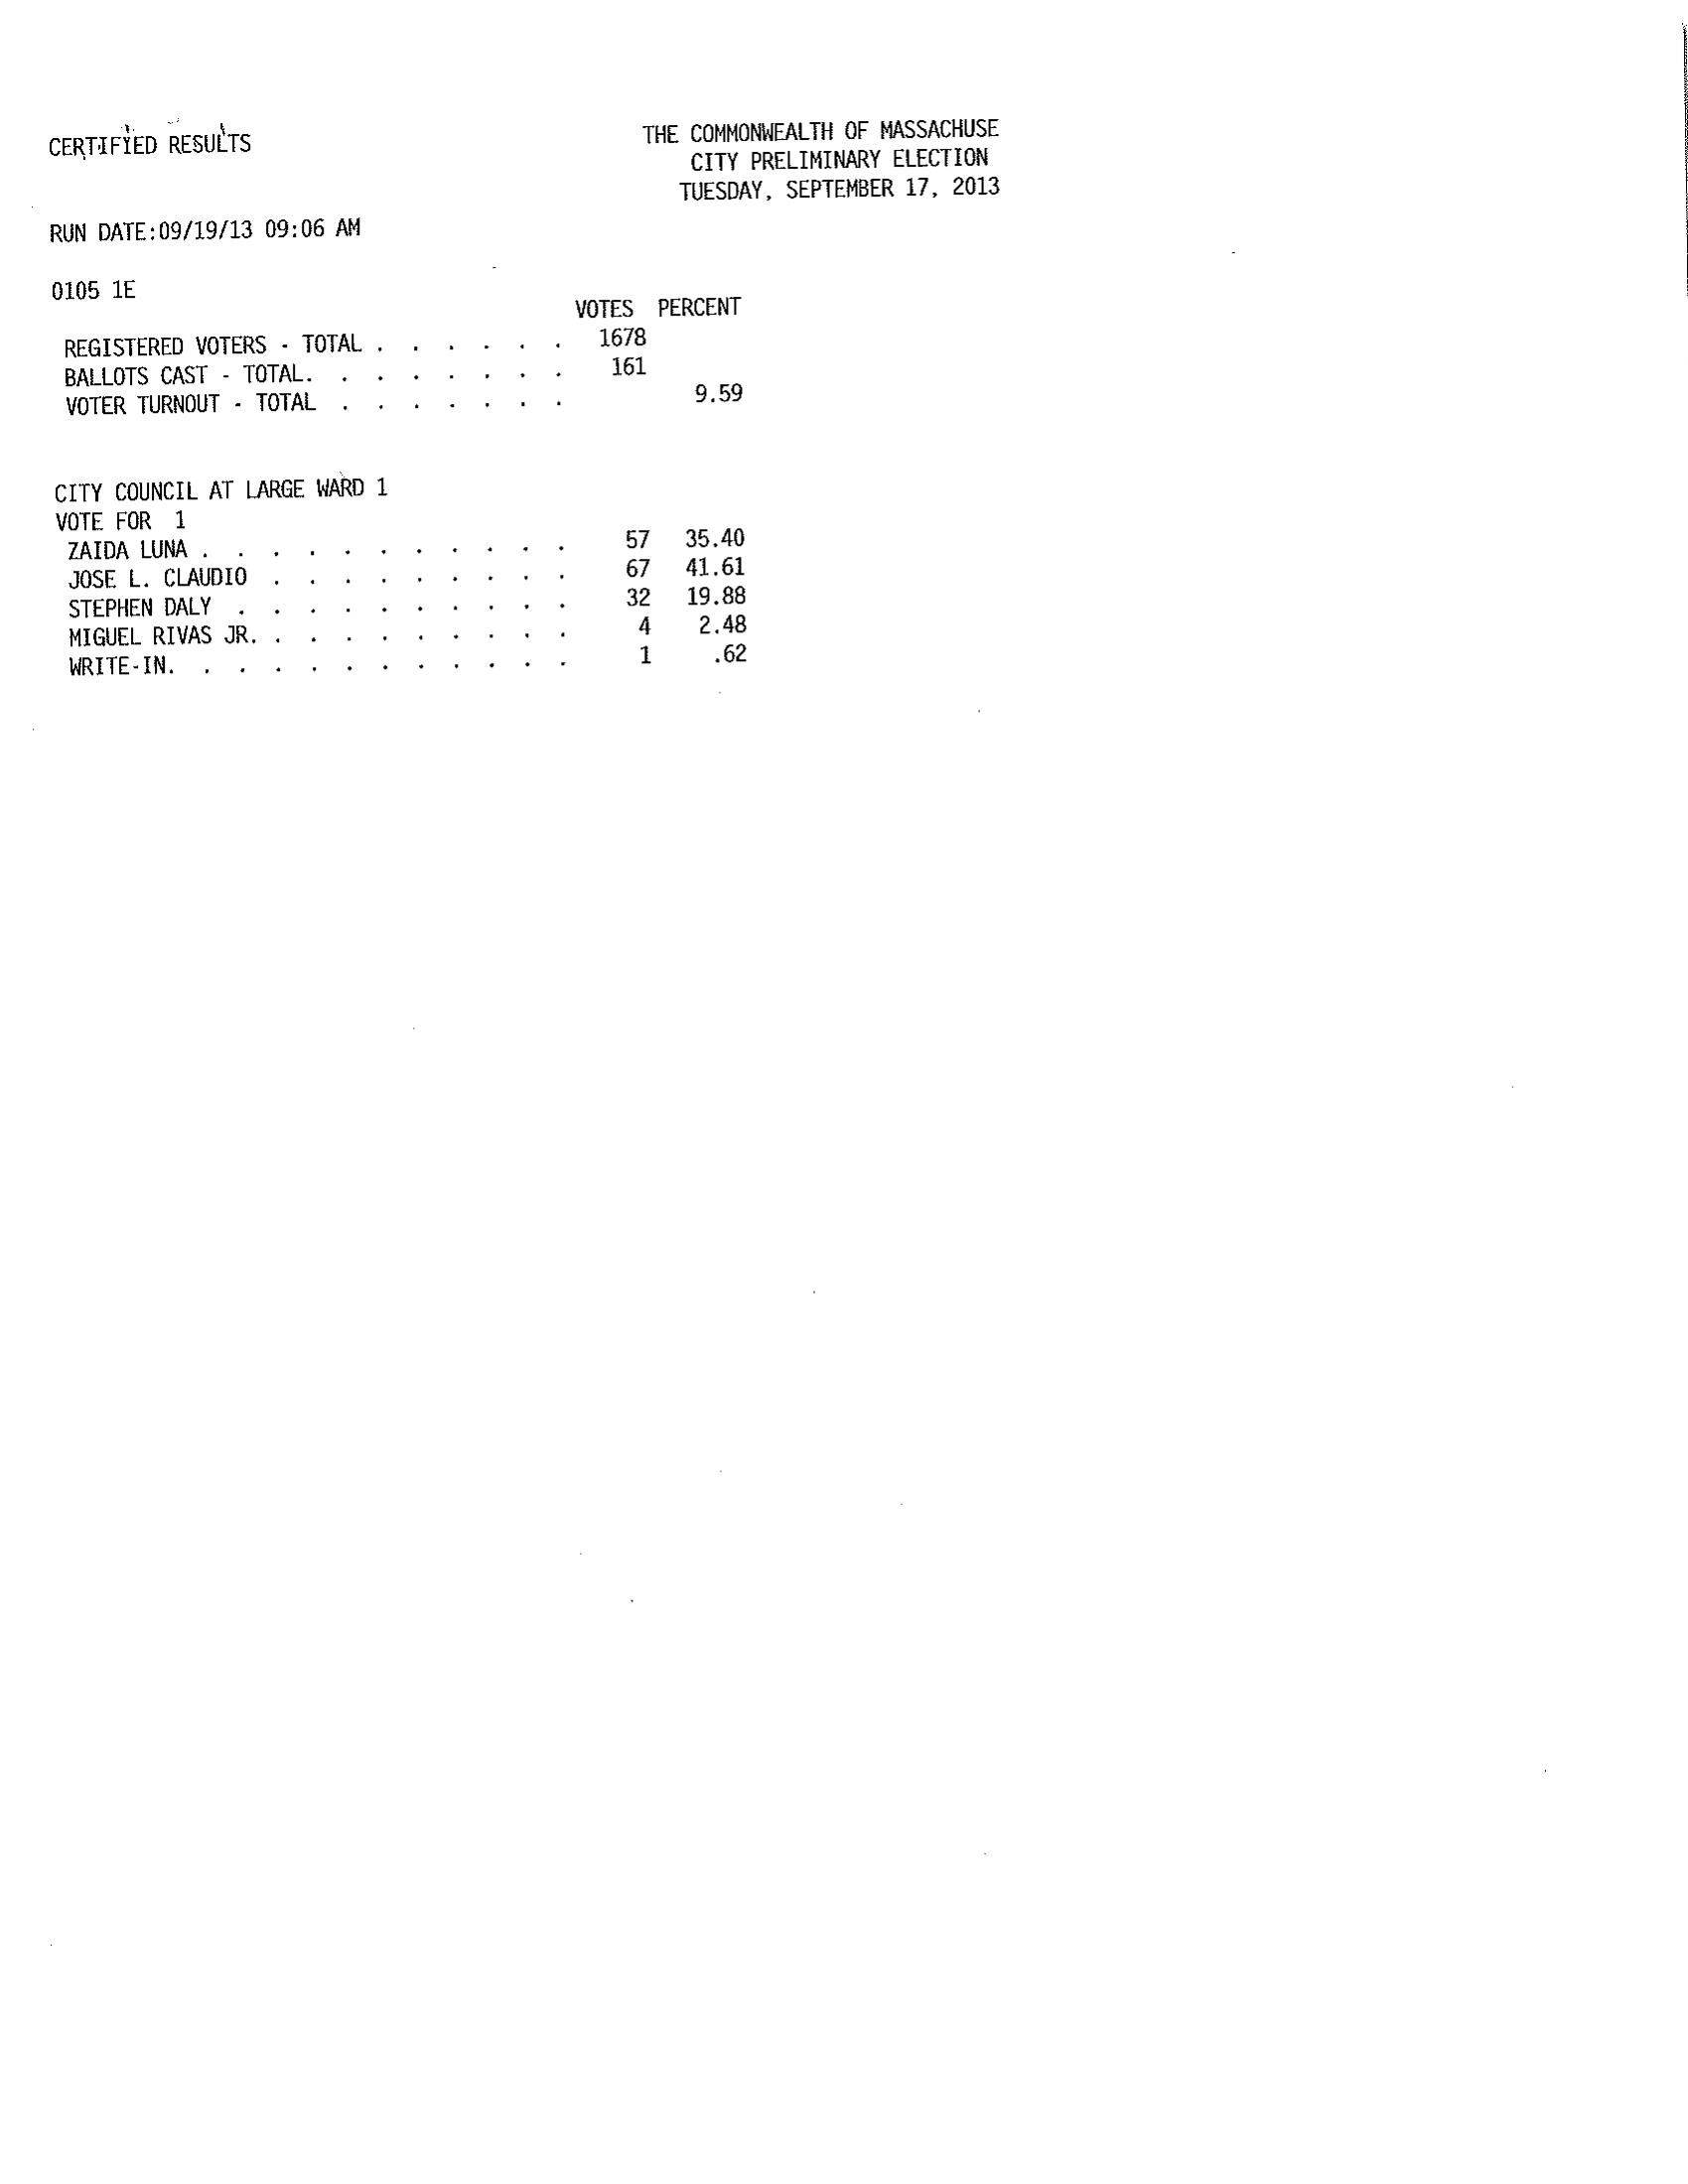 CERTIFIED RESULTS
THE COMMONWEALTH OF MASSACHUSE
CITY PRELIMINARY ELECTION
TUESDAY, SEPTEMBER 17, 2013
RUN DATE:09/19/13 09:06 AM
0105 1E
VOTES PERCENT
REGISTERED VOTERS - TOTAL . . . . . . 1678
BALLOTS CAST - TOTAL. . . . . . . . 161
VOTER TURNOUT - TOTAL . . . . . . . 9.59
CITY COUNCIL AT LARGE WARD 1
VOTE FOR 1
ZAIDA LUNA . . . . . . . . . . . 57 35.40
JOSE L. CLAUDIO . . . . . . . . . 67 41.61
STEPHEN DALY . . . . . . . . . . 32 19.88
MIGUEL RIVAS JR. . . . . . . . . . 4 2.48
WRITE-IN. . . . . . . . . . . . 1 .62